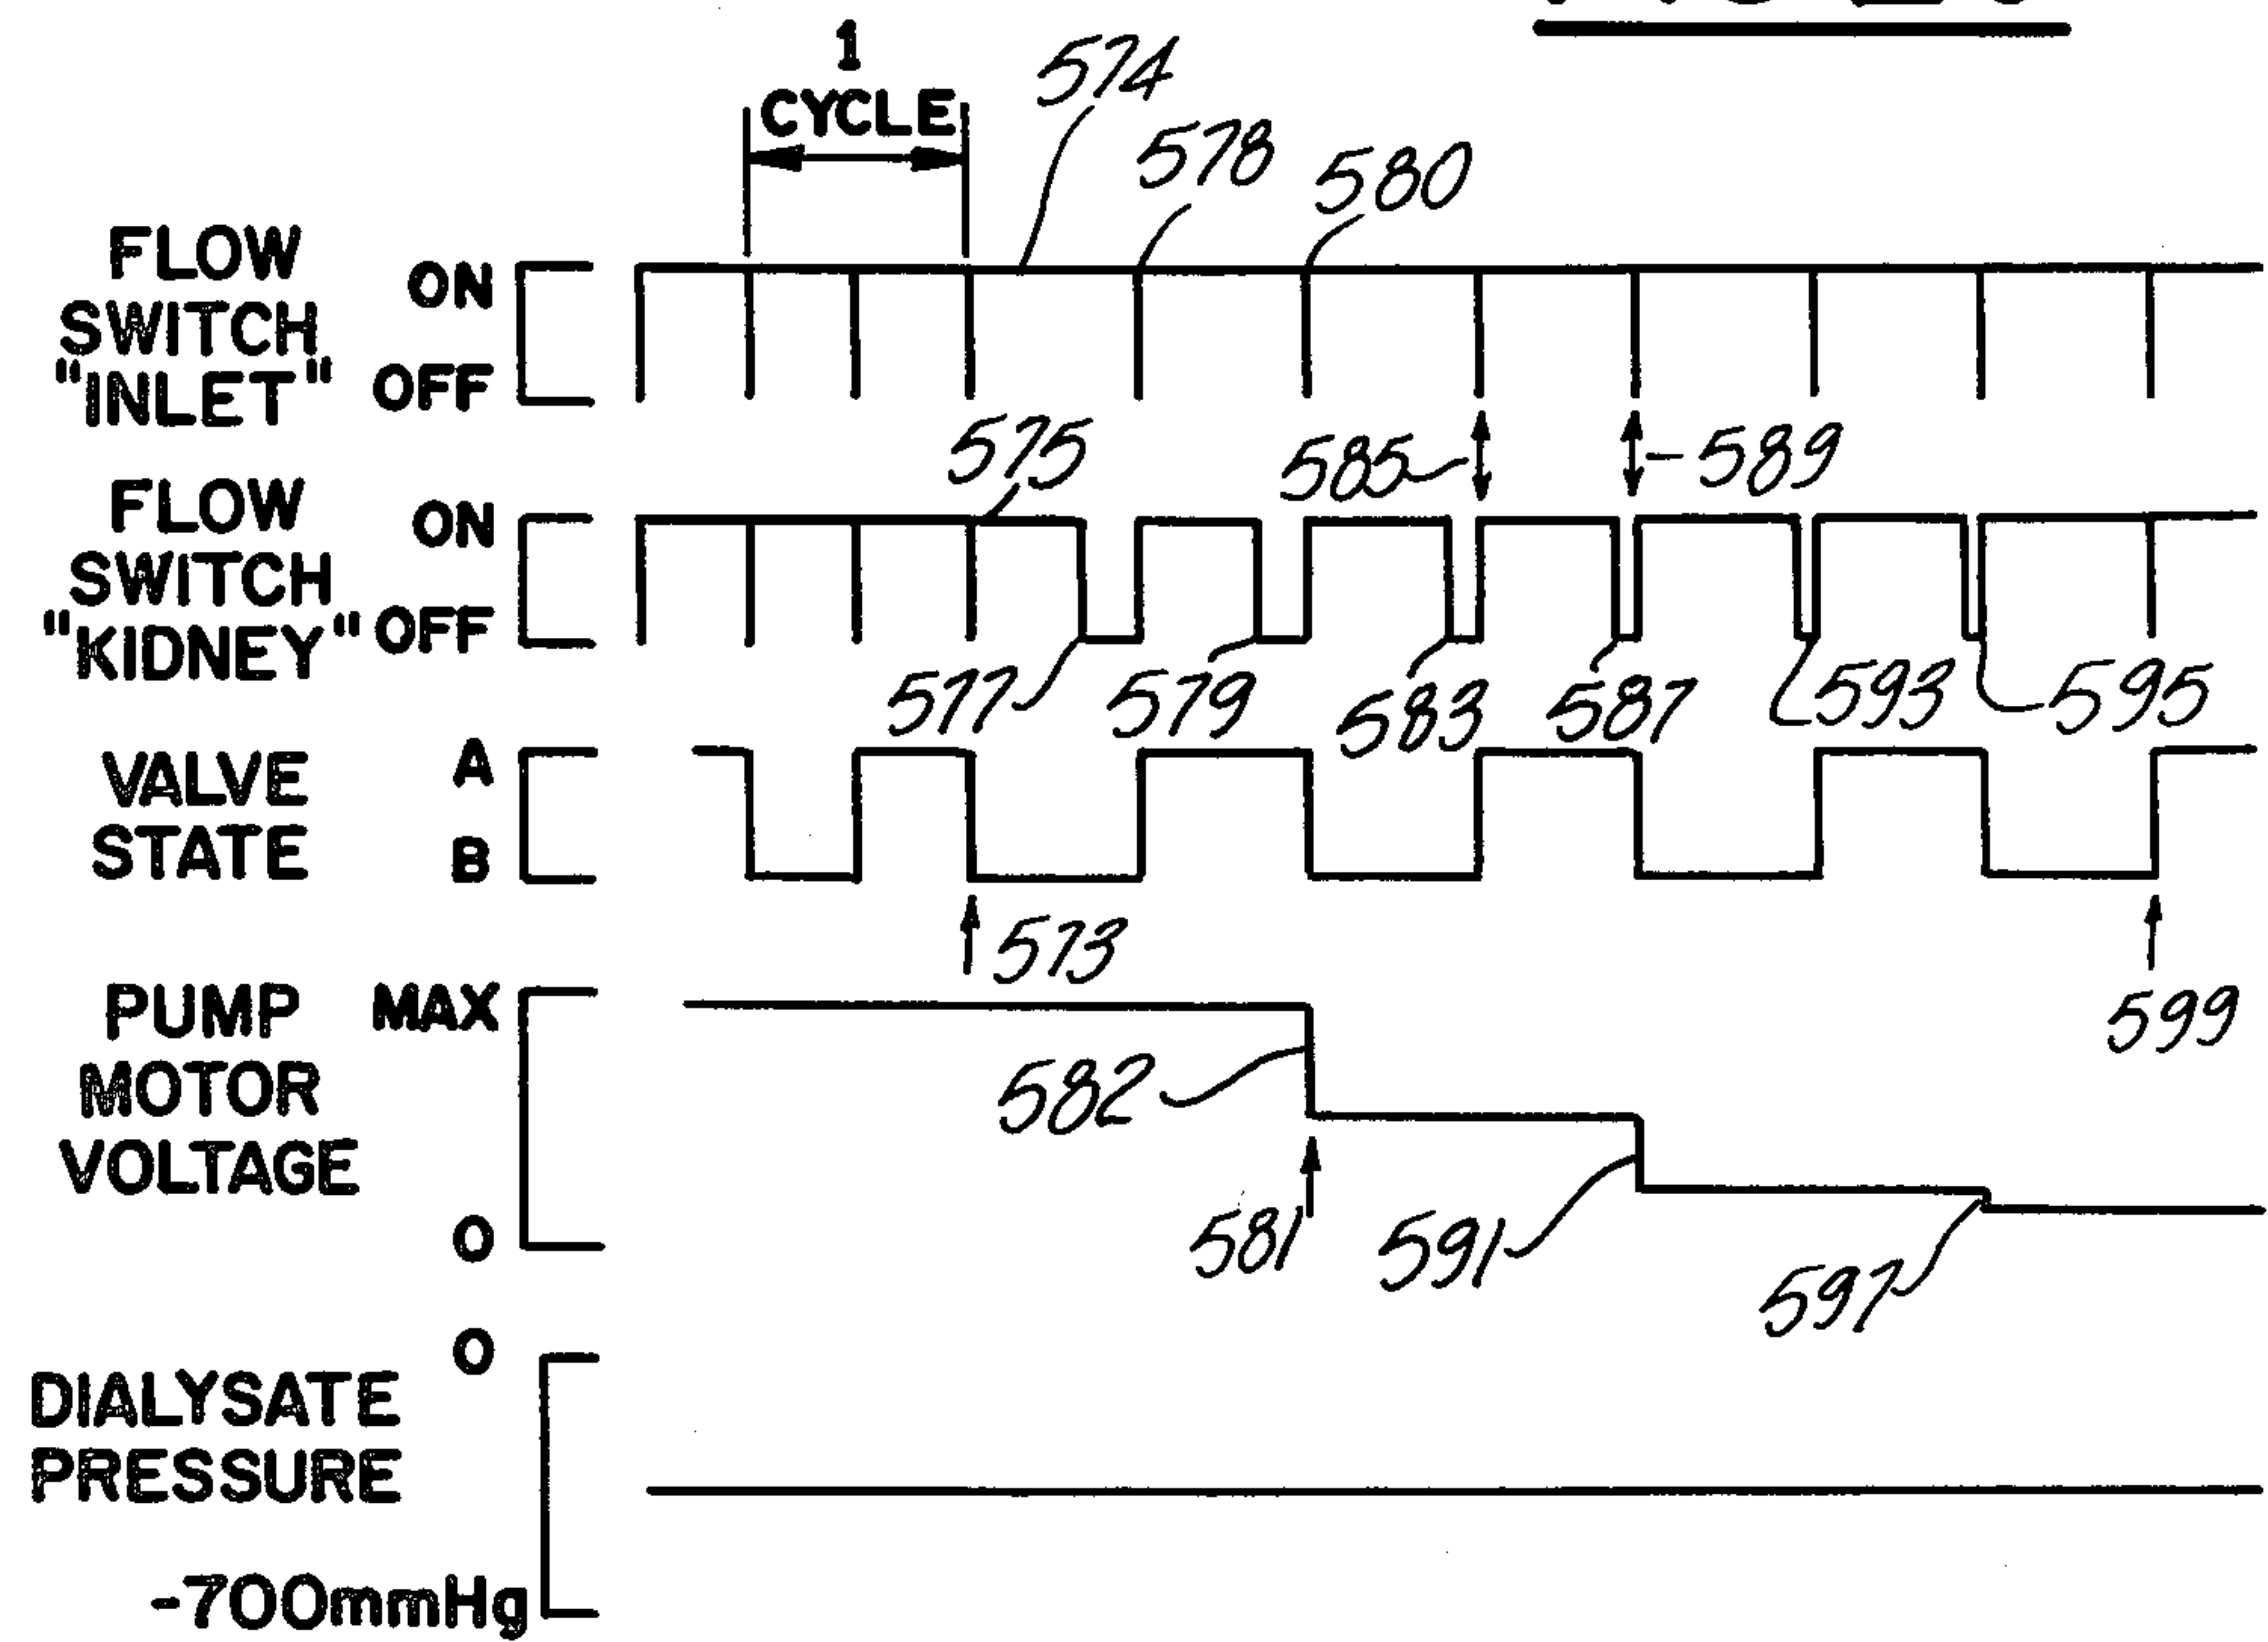 1
CYCLE
574
578
580
FLOW
SWITCH
"INLET"
ON
OFF
575
585
589
FLOW
SWITCH
"KIDNEY"
ON
OFF
577
579
583
587
593
595
VALVE
STATE
A
B
573
599
PUMP
MOTOR
VOLTAGE
MAX
0
582
581
591
597
DIALYSATE
PRESSURE
0
-700mmHg